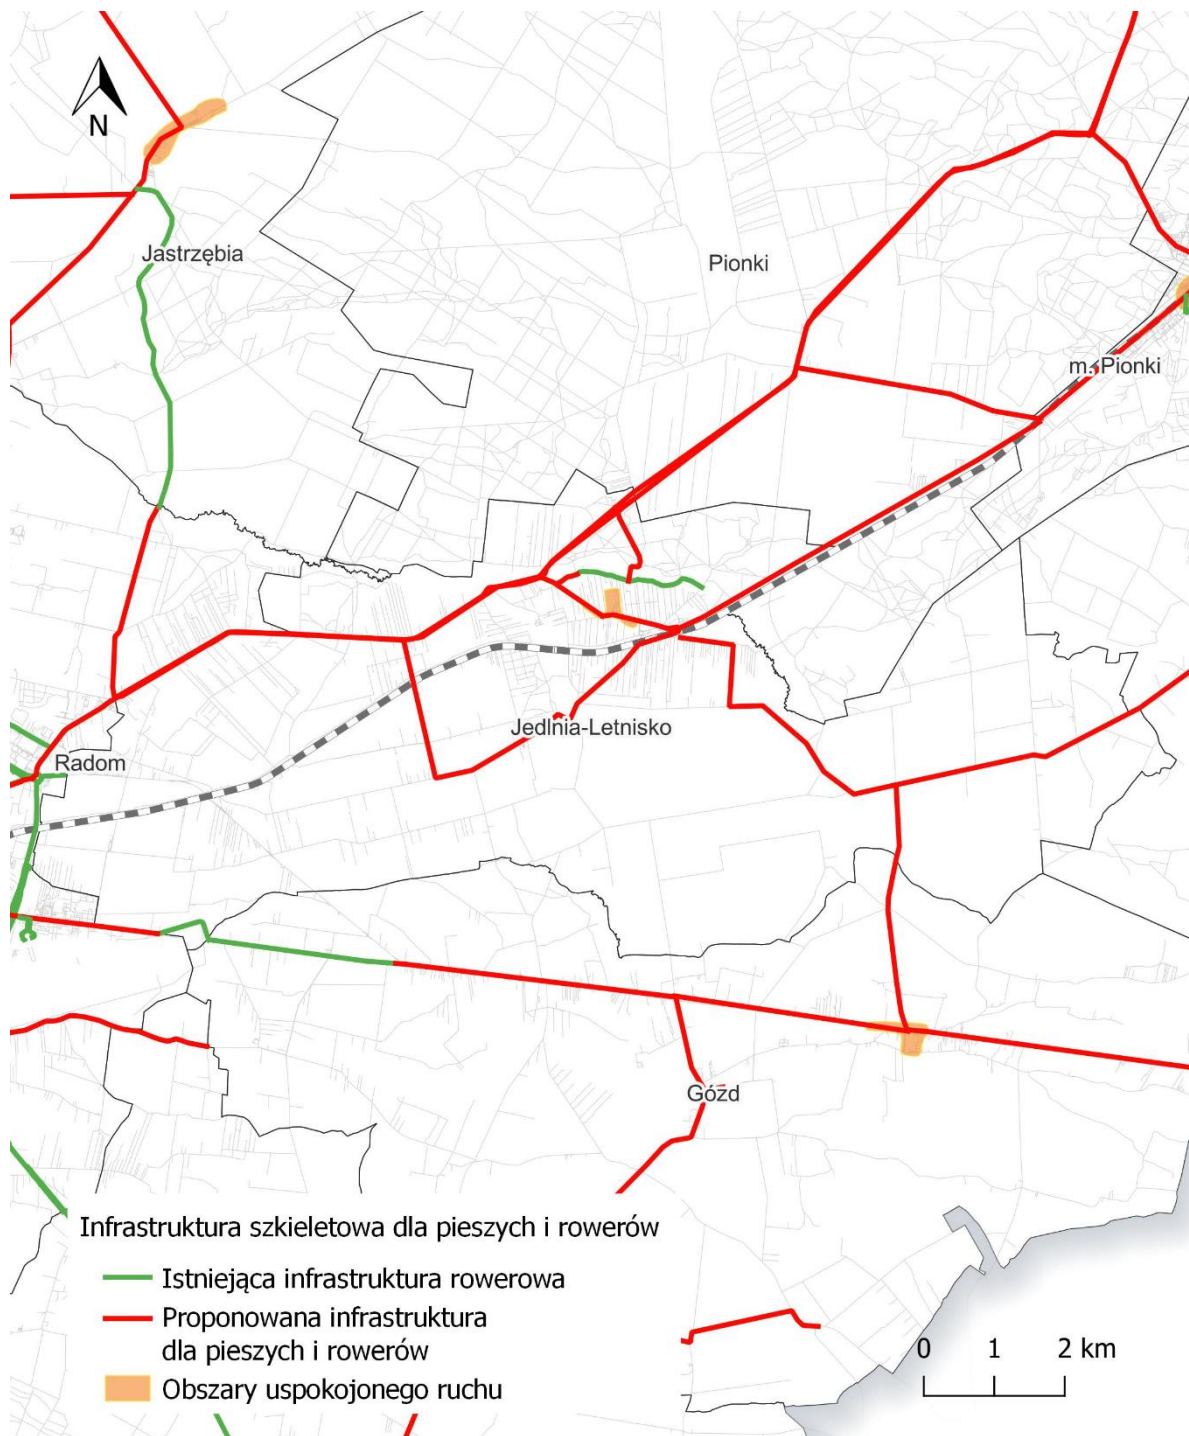 N
Jastrzębia
Pionki
m. Pionki
Jedlnia-Letnisko
Radom
Gózd
Infrastruktura szkieletowa dla pieszych i rowerów
Istniejąca infrastruktura rowerowa
Proponowana infrastruktura
dla pieszych i rowerów
Obszary uspokojonego ruchu
0 1 2 km